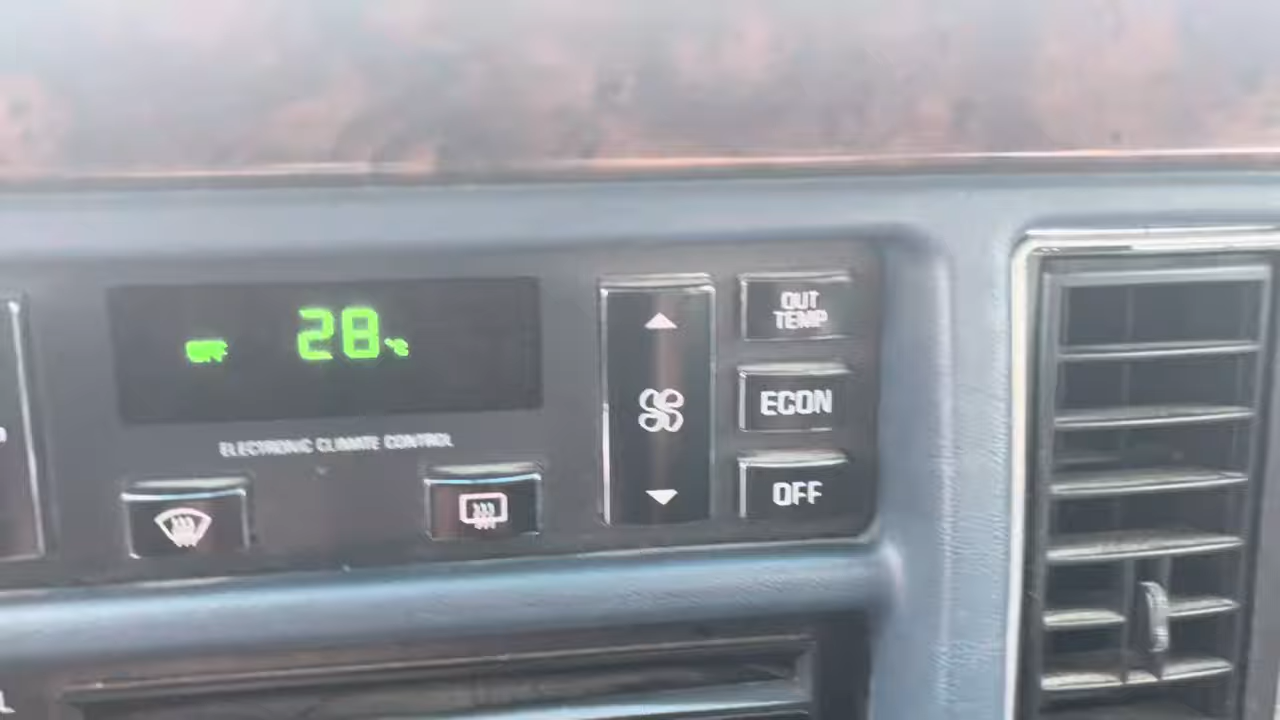 28°C
ELECTRONIC CLIMATE CONTROL
OUT
TEMP
ECON
OFF